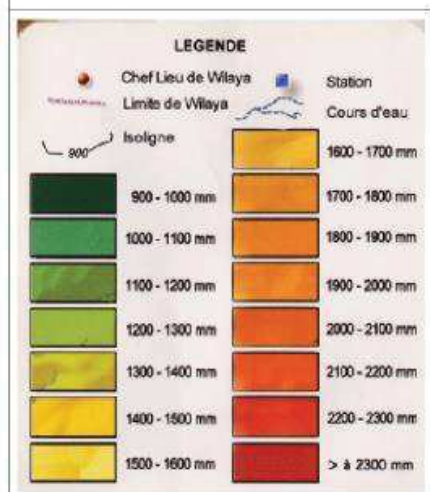 LEGENDE
Chef Lieu de Wilaya
Limite de Wilaya
Isoligne
900
900 - 1000 mm
1000 - 1100 mm
1100 - 1200 mm
1200 - 1300 mm
1300 - 1400 mm
1400 - 1500 mm
1500 - 1600 mm
Station
Cours d'eau
1600 - 1700 mm
1700 - 1800 mm
1800 - 1900 mm
1900 - 2000 mm
2000 - 2100 mm
2100 - 2200 mm
2200 - 2300 mm
> à 2300 mm